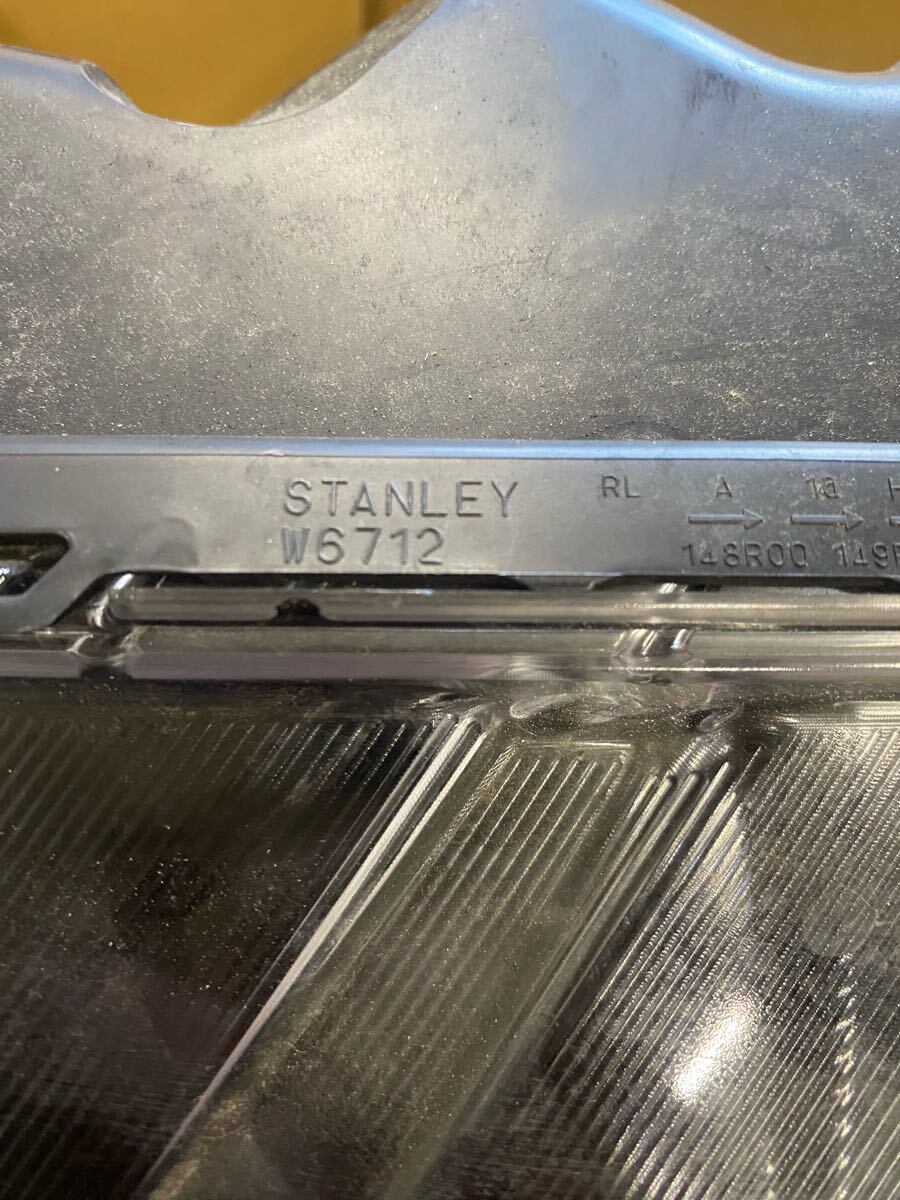 STANLEY
W6712
RL A
→ →
148R00